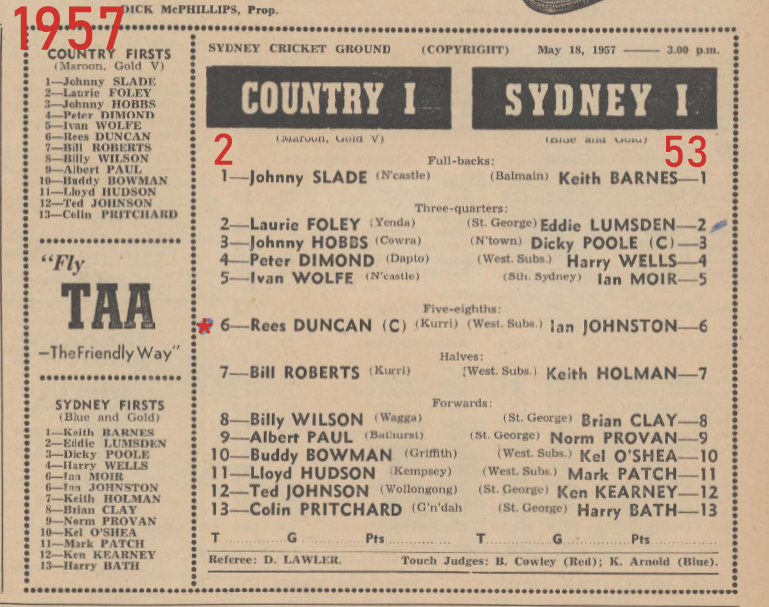 DICK McPHILLIPS, Prop.
1957
COUNTRY FIRSTS
(Maroon, Gold V)
1—Johnny SLADE
2—Laurie FOLEY
3—Johnny HOBBS
4—Peter DIMOND
5—Ivan WOLFE
6—Rees DUNCAN
7—Bill ROBERTS
8—Billy WILSON
9—Albert PAUL
10—Buddy BOWMAN
11—Lloyd HUDSON
12—Ted JOHNSON
13—Colin PRITCHARD
"Fly
TAA
—The Friendly Way"
SYDNEY FIRSTS
(Blue and Gold)
1—Keith BARNES
2—Eddie LUMSDEN
3—Dicky POOLE
4—Harry WELLS
6—Ian MOIR
6—Ian JOHNSTON
7—Keith HOLMAN
8—Brian CLAY
9—Norm PROVAN
10—Kel O'SHEA
11—Mark PATCH
12—Ken KEARNEY
13—Harry BATH
SYDNEY CRICKET GROUND (COPYRIGHT) May 18, 1957 —— 3.00 p.m.
COUNTRY I SYDNEY I
(Maroon, Gold V) (Blue and Gold)
2 53
Full-backs:
1—Johnny SLADE (N'castle) (Balmain) Keith BARNES—1
Three-quarters:
2—Laurie FOLEY (Yenda) (St. George) Eddie LUMSDEN—2
3—Johnny HOBBS (Cowra) (N'town) Dicky POOLE (C)—3
4—Peter DIMOND (Dapto) (West. Subs.) Harry WELLS—4
5—Ivan WOLFE (N'castle) (Sth. Sydney) Ian MOIR—5
Five-eighths:
* 6—Rees DUNCAN (C) (Kurri) (West. Subs.) Ian JOHNSTON—6
Halves:
7—Bill ROBERTS (Kurri) (West. Subs.) Keith HOLMAN—7
Forwards:
8—Billy WILSON (Wagga) (St. George) Brian CLAY—8
9—Albert PAUL (Bathurst) (St. George) Norm PROVAN—9
10—Buddy BOWMAN (Griffith) (West. Subs.) Kel O'SHEA—10
11—Lloyd HUDSON (Kempsey) (West. Subs.) Mark PATCH—11
12—Ted JOHNSON (Wollongong) (St. George) Ken KEARNEY—12
13—Colin PRITCHARD (G'n'dah (St. George) Harry BATH—13
T.............. G.............. Pts.............. T.............. G.............. Pts..............
Referee: D. LAWLER. Touch Judges: B. Cowley (Red); K. Arnold (Blue).